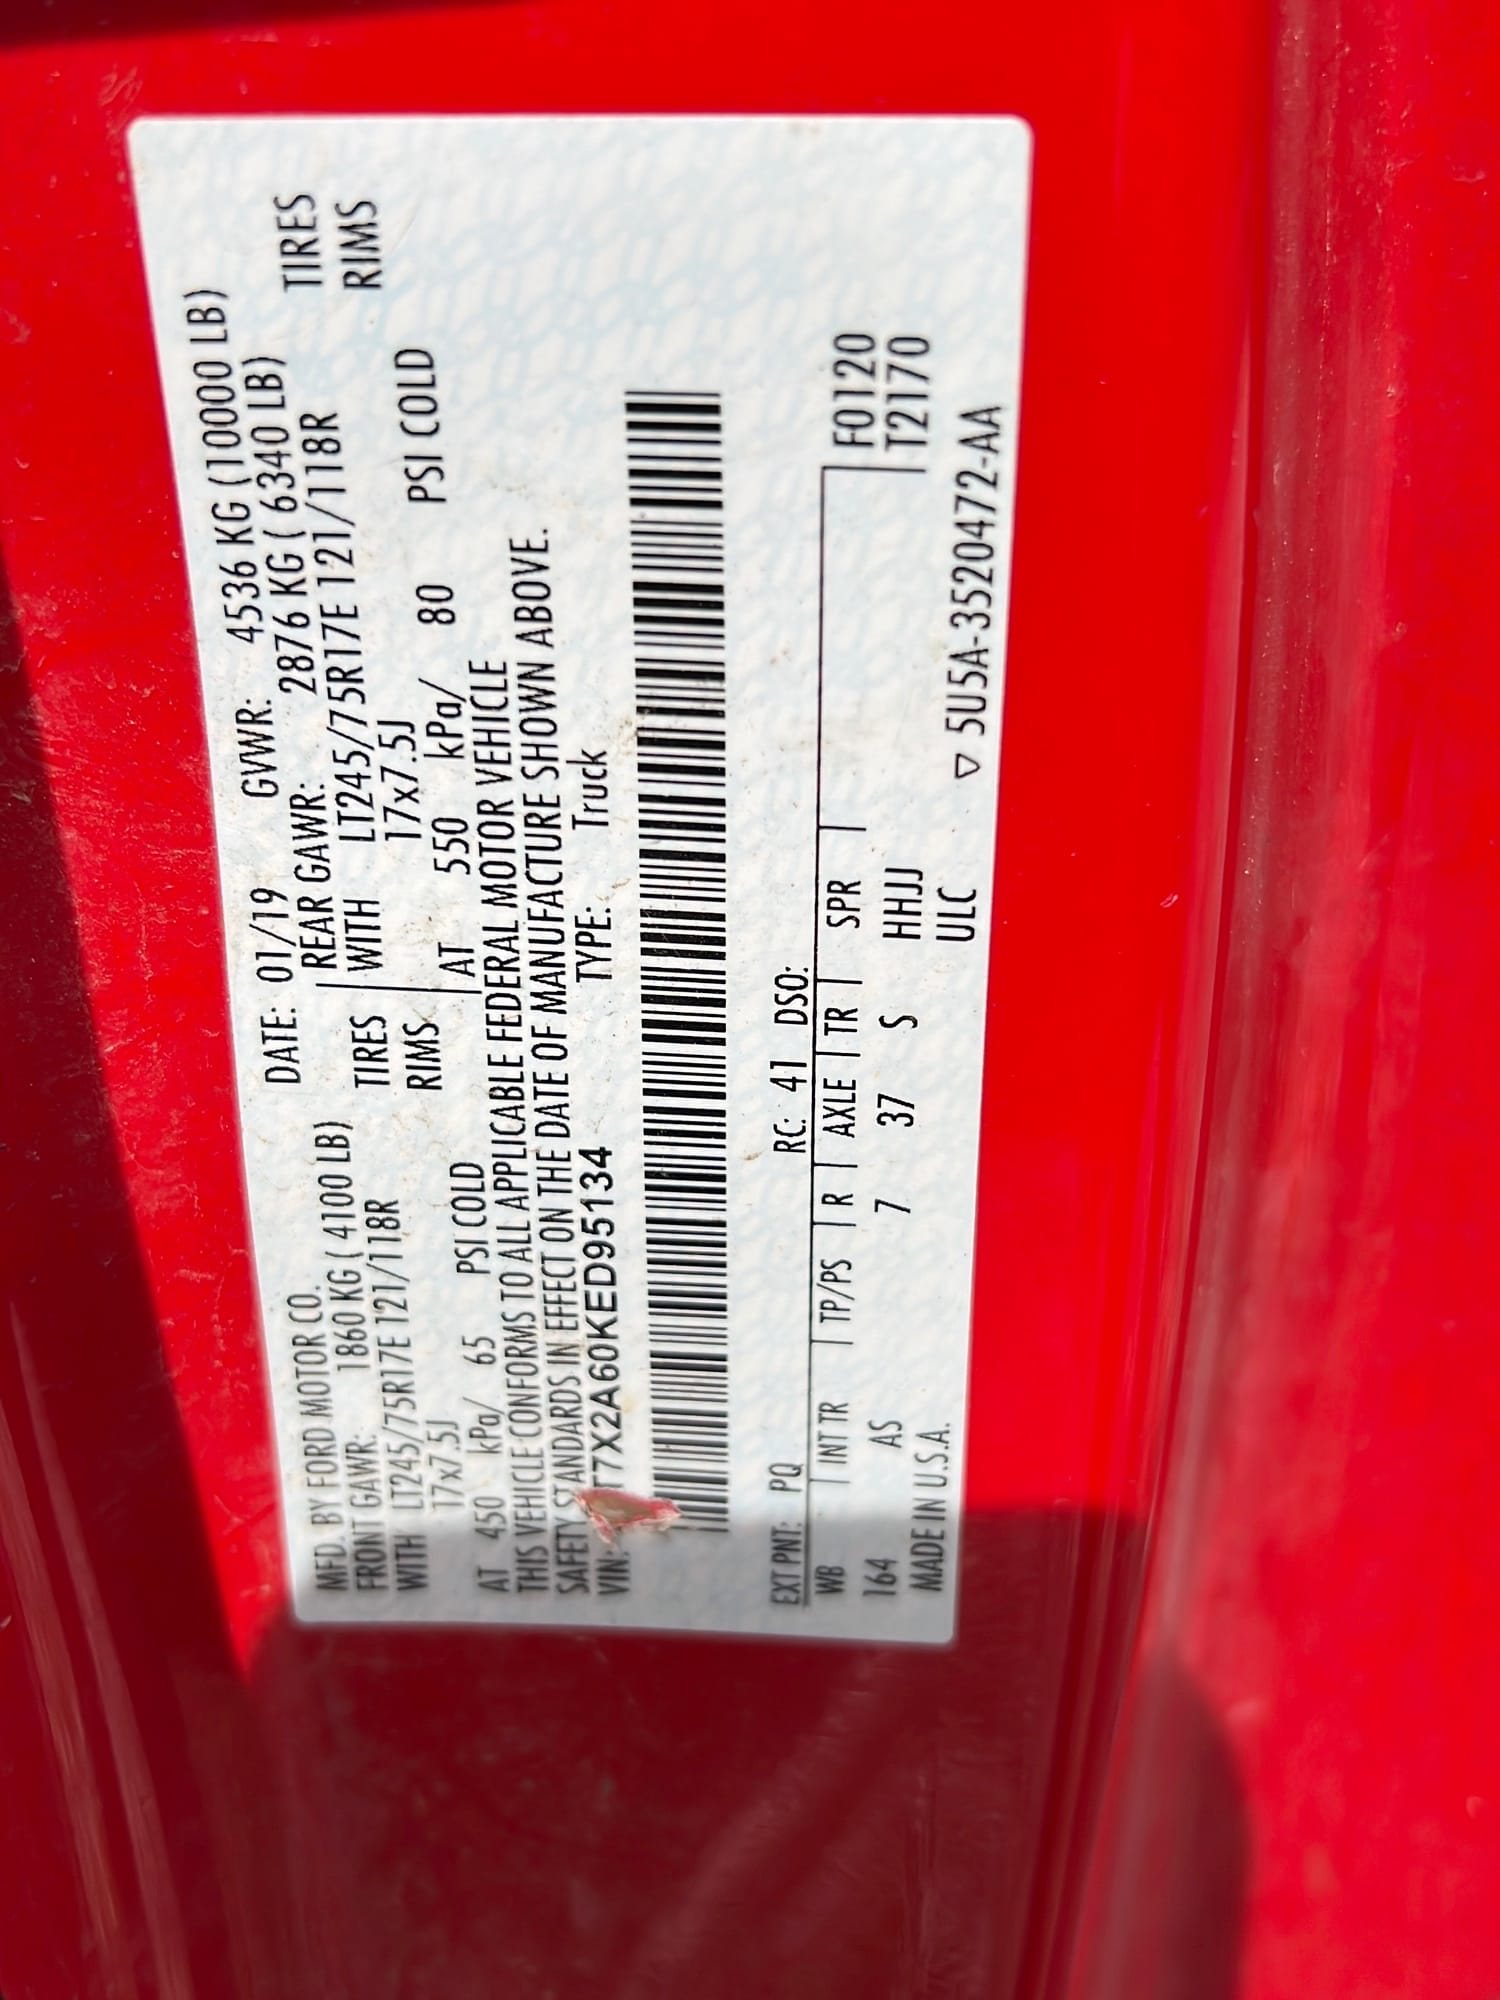 MFD. BY FORD MOTOR CO.
DATE: 01/19 GVWR: 4536 KG (10000 LB)
FRONT GAWR: 1860 KG ( 4100 LB)
REAR GAWR: 2876 KG ( 6340 LB)
WITH LT245/75R17E 121/118R TIRES
WITH LT245/75R17E 121/118R TIRES
17x7.5J RIMS
17x7.5J RIMS
AT 450 kPa/ 65 PSI COLD
AT 550 kPa/ 80 PSI COLD
THIS VEHICLE CONFORMS TO ALL APPLICABLE FEDERAL MOTOR VEHICLE
SAFETY STANDARDS IN EFFECT ON THE DATE OF MANUFACTURE SHOWN ABOVE.
VIN: T7X2A60KED95134 TYPE: Truck
EXT PNT: PQ RC: 41 DSO:
WB INT TR TP/PS R AXLE TR SPR F0120
164 AS 7 37 S HHJJ T2170
MADE IN U.S.A. ULC
▽ 5U5A-3520472-AA